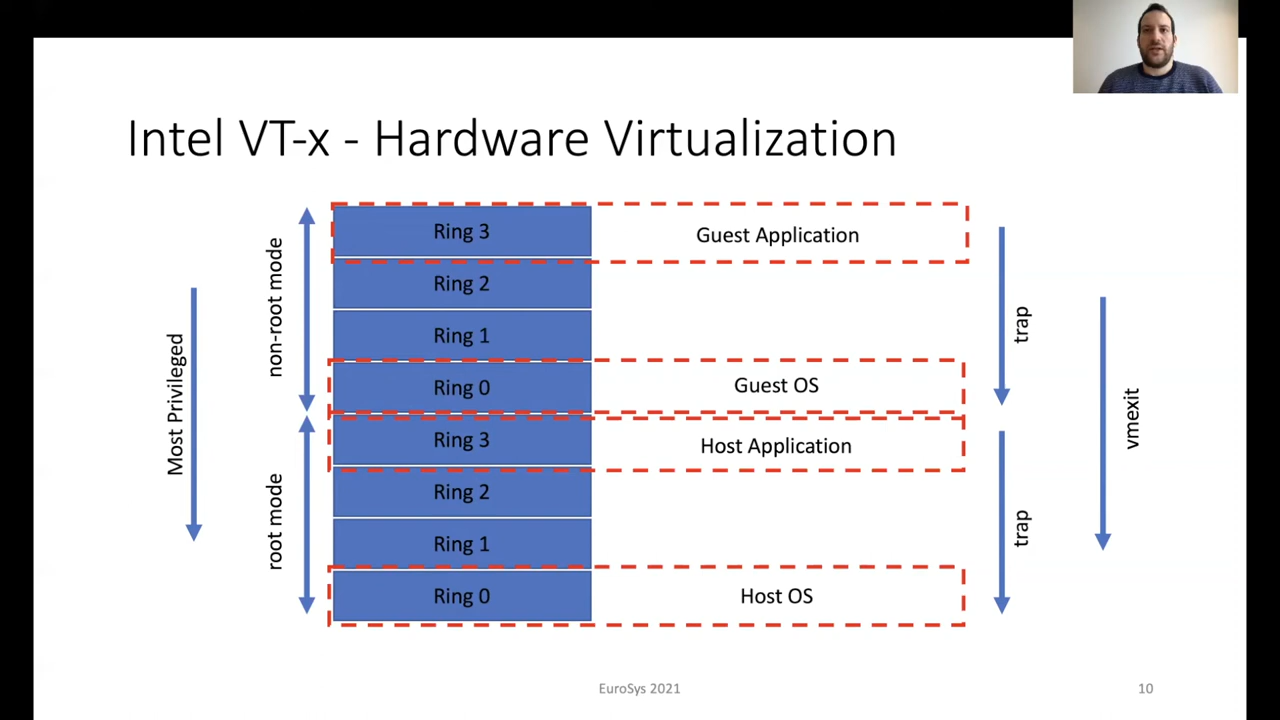 Intel VT-x - Hardware Virtualization
Most Privileged
non-root mode
root mode
Ring 3
Guest Application
Ring 2
Ring 1
Ring 0
Guest OS
Ring 3
Host Application
Ring 2
Ring 1
Ring 0
Host OS
trap
trap
vmexit
EuroSys 2021
10